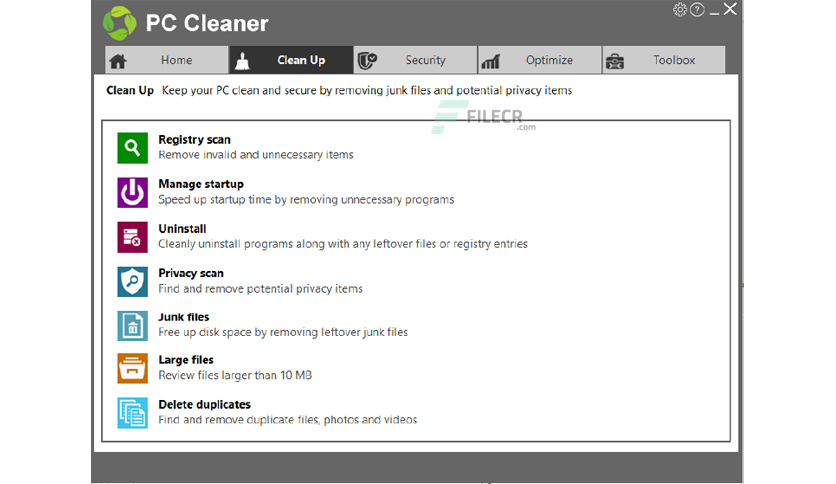 PC Cleaner
Home
Clean Up
Security
Optimize
Toolbox
Clean Up Keep your PC clean and secure by removing junk files and potential privacy items
FILECR
.com
Registry scan
Remove invalid and unnecessary items
Manage startup
Speed up startup time by removing unnecessary programs
Uninstall
Cleanly uninstall programs along with any leftover files or registry entries
Privacy scan
Find and remove potential privacy items
Junk files
Free up disk space by removing leftover junk files
Large files
Review files larger than 10 MB
Delete duplicates
Find and remove duplicate files, photos and videos